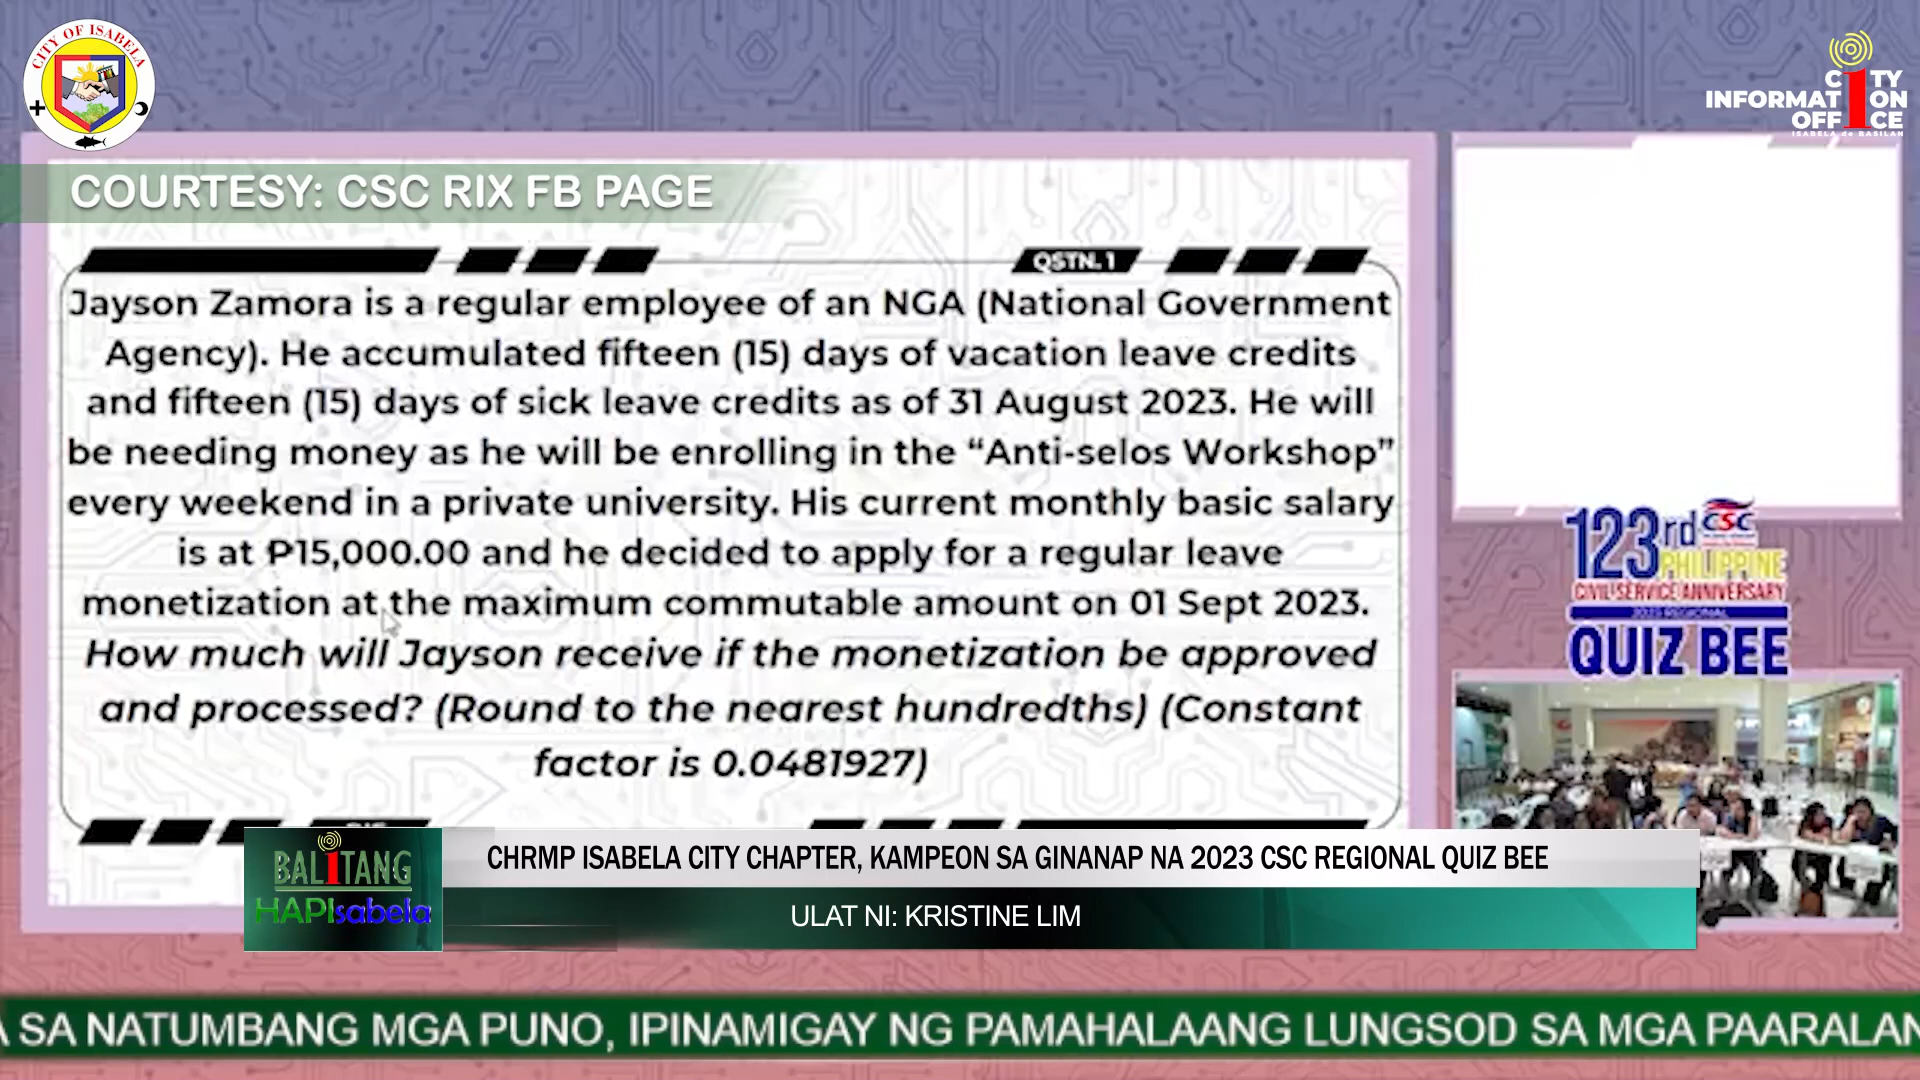 CITY OF ISABELA
CITY
INFORMATION
OFFICE
ISABELA de BASILAN
COURTESY: CSC RIX FB PAGE
QSTN. 1
Jayson Zamora is a regular employee of an NGA (National Government
Agency). He accumulated fifteen (15) days of vacation leave credits
and fifteen (15) days of sick leave credits as of 31 August 2023. He will
be needing money as he will be enrolling in the “Anti-selos Workshop”
every weekend in a private university. His current monthly basic salary
is at ₱15,000.00 and he decided to apply for a regular leave
monetization at the maximum commutable amount on 01 Sept 2023.
How much will Jayson receive if the monetization be approved
and processed? (Round to the nearest hundredths) (Constant
factor is 0.0481927)
123rd CSC
PHILIPPINE
CIVIL SERVICE ANNIVERSARY
2023 REGIONAL
QUIZ BEE
BALITANG
HAPIsabela
CHRMP ISABELA CITY CHAPTER, KAMPEON SA GINANAP NA 2023 CSC REGIONAL QUIZ BEE
ULAT NI: KRISTINE LIM
A SA NATUMBANG MGA PUNO, IPINAMIGAY NG PAMAHALAANG LUNGSOD SA MGA PAARALAN